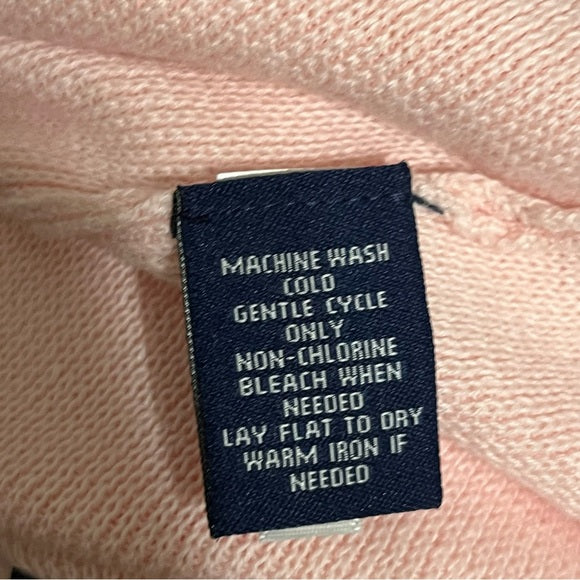 MACHINE WASH
COLD
GENTLE CYCLE
ONLY
NON-CHLORINE
BLEACH WHEN
NEEDED
LAY FLAT TO DRY
WARM IRON IF
NEEDED